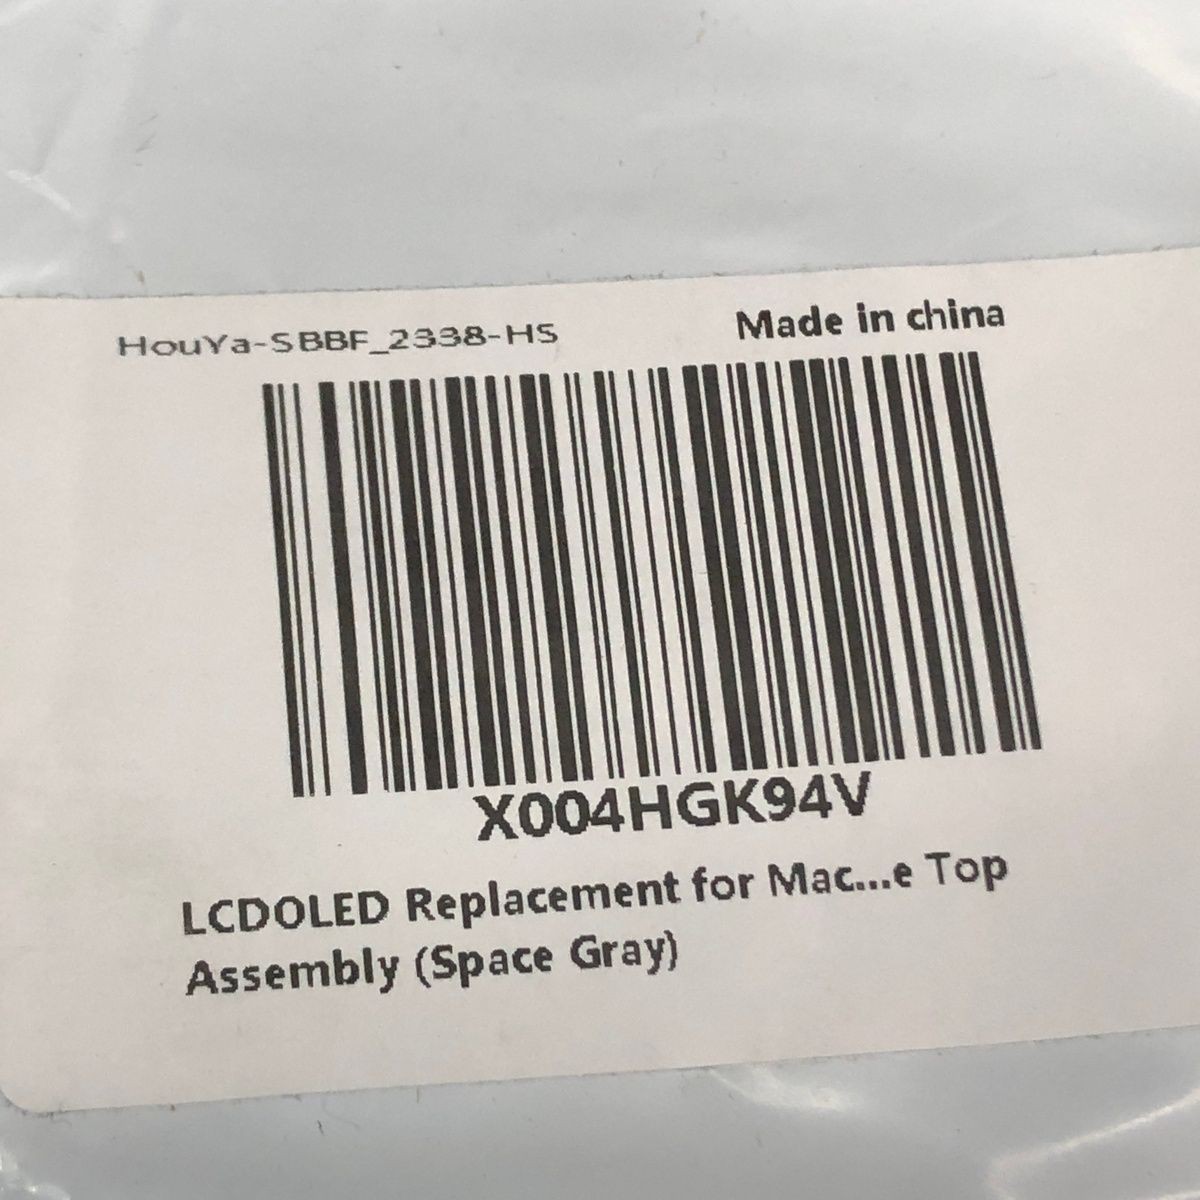 HouYa-SBBF_2338-HS
Made in china
X004HGK94V
LCDOLED Replacement for Mac...e Top
Assembly (Space Gray)